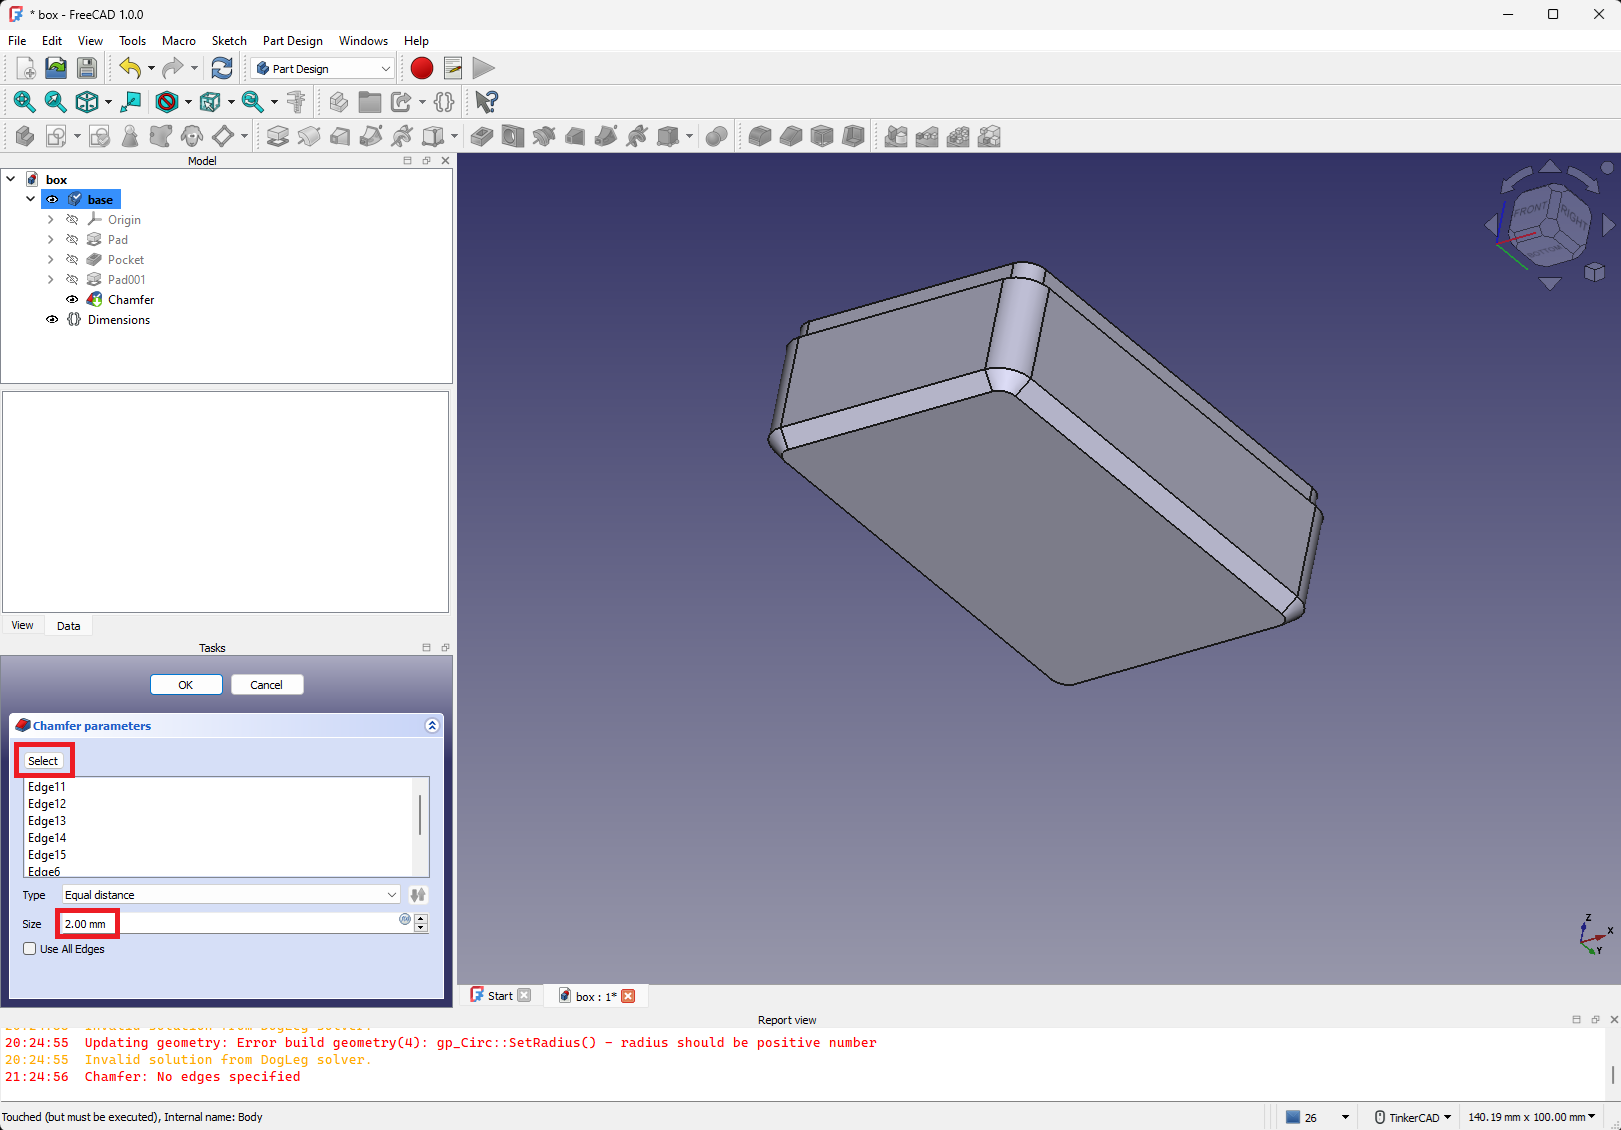 * box - FreeCAD 1.0.0
File Edit View Tools Macro Sketch Part Design Windows Help
Part Design
Model
box
base
Origin
Pad
Pocket
Pad001
Chamfer
Dimensions
View Data
Tasks
OK Cancel
Chamfer parameters
Select
Edge11
Edge12
Edge13
Edge14
Edge15
Edge6
Type Equal distance
Size 2.00 mm
Use All Edges
FRONT RIGHT
BOTTOM
Z
X
Y
Start box : 1*
Report view
Invalid solution from DogLeg solver.
20:24:55 Updating geometry: Error build geometry(4): gp_Circ::SetRadius() - radius should be positive number
20:24:55 Invalid solution from DogLeg solver.
21:24:56 Chamfer: No edges specified
Touched (but must be executed), Internal name: Body
26 TinkerCAD 140.19 mm x 100.00 mm